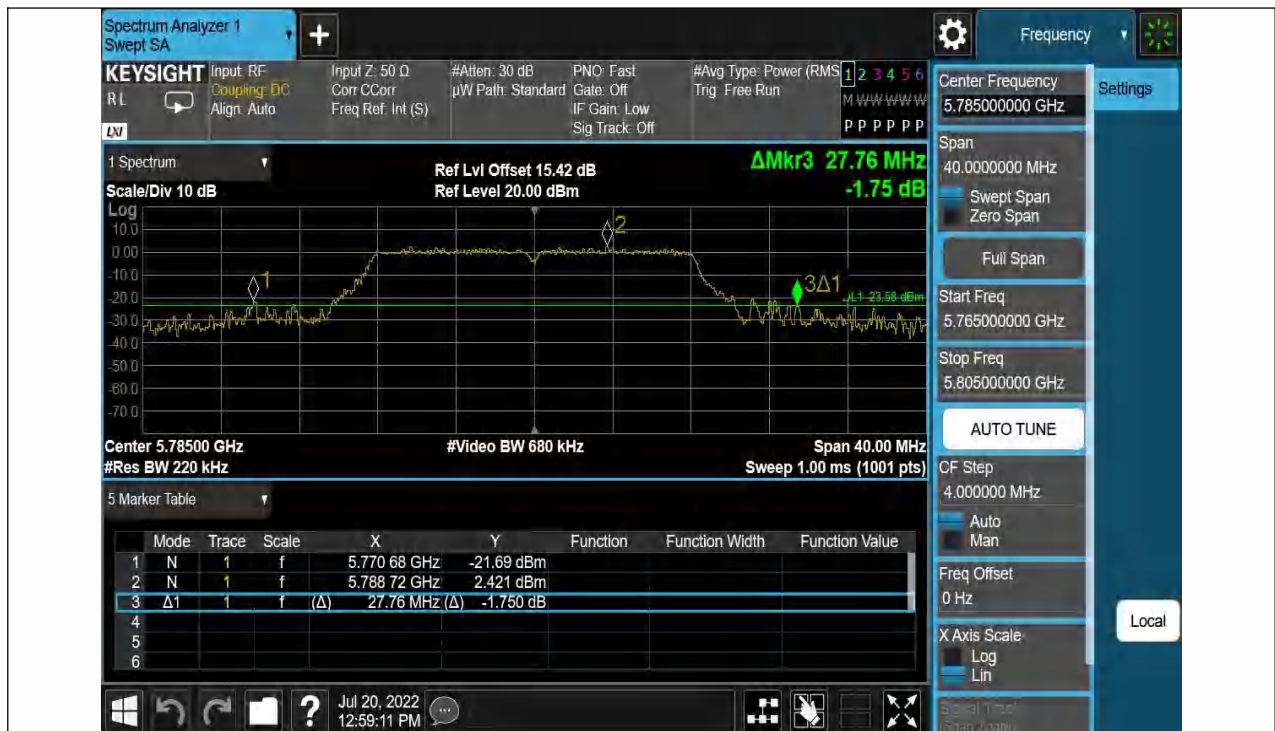 Spectrum Analyzer 1
Swept SA
Frequency
KEYSIGHT
R L
LXI
Input: RF
Coupling: DC
Align: Auto
Input Z: 50 Ω
Corr CCorr
Freq Ref: Int (S)
#Atten: 30 dB
µW Path: Standard
PNO: Fast
Gate: Off
IF Gain: Low
Sig Track: Off
#Avg Type: Power (RMS
Trig: Free Run
1 2 3 4 5 6
M W W W W W
P P P P P P
1 Spectrum
Scale/Div 10 dB
Ref Lvl Offset 15.42 dB
Ref Level 20.00 dBm
ΔMkr3 27.76 MHz
-1.75 dB
Log
10.0
0.00
-10.0
-20.0
-30.0
-40.0
-50.0
-60.0
-70.0
1
2
3Δ1
DL1 -23.58 dBm
Center 5.78500 GHz
#Video BW 680 kHz
Span 40.00 MHz
#Res BW 220 kHz
Sweep 1.00 ms (1001 pts)
5 Marker Table
Mode Trace Scale X Y Function Function Width Function Value
1 N 1 f 5.770 68 GHz -21.69 dBm
2 N 1 f 5.788 72 GHz 2.421 dBm
3 Δ1 1 f (Δ) 27.76 MHz (Δ) -1.750 dB
4
5
6
Jul 20, 2022
12:59:11 PM
Center Frequency
5.785000000 GHz
Settings
Span
40.0000000 MHz
Swept Span
Zero Span
Full Span
Start Freq
5.765000000 GHz
Stop Freq
5.805000000 GHz
AUTO TUNE
CF Step
4.000000 MHz
Auto
Man
Freq Offset
0 Hz
X Axis Scale
Log
Lin
Local